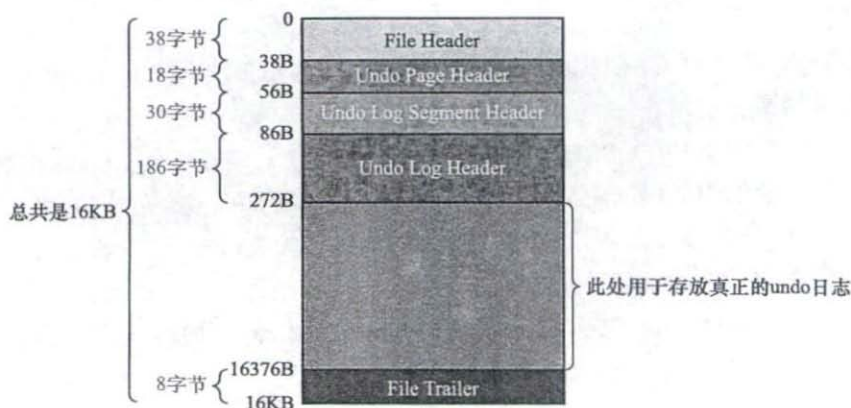 0
38字节
File Header
38B
18字节
Undo Page Header
56B
30字节
Undo Log Segment Header
86B
186字节
Undo Log Header
272B
总共是16KB
此处用于存放真正的undo日志
16376B
8字节
File Trailer
16KB